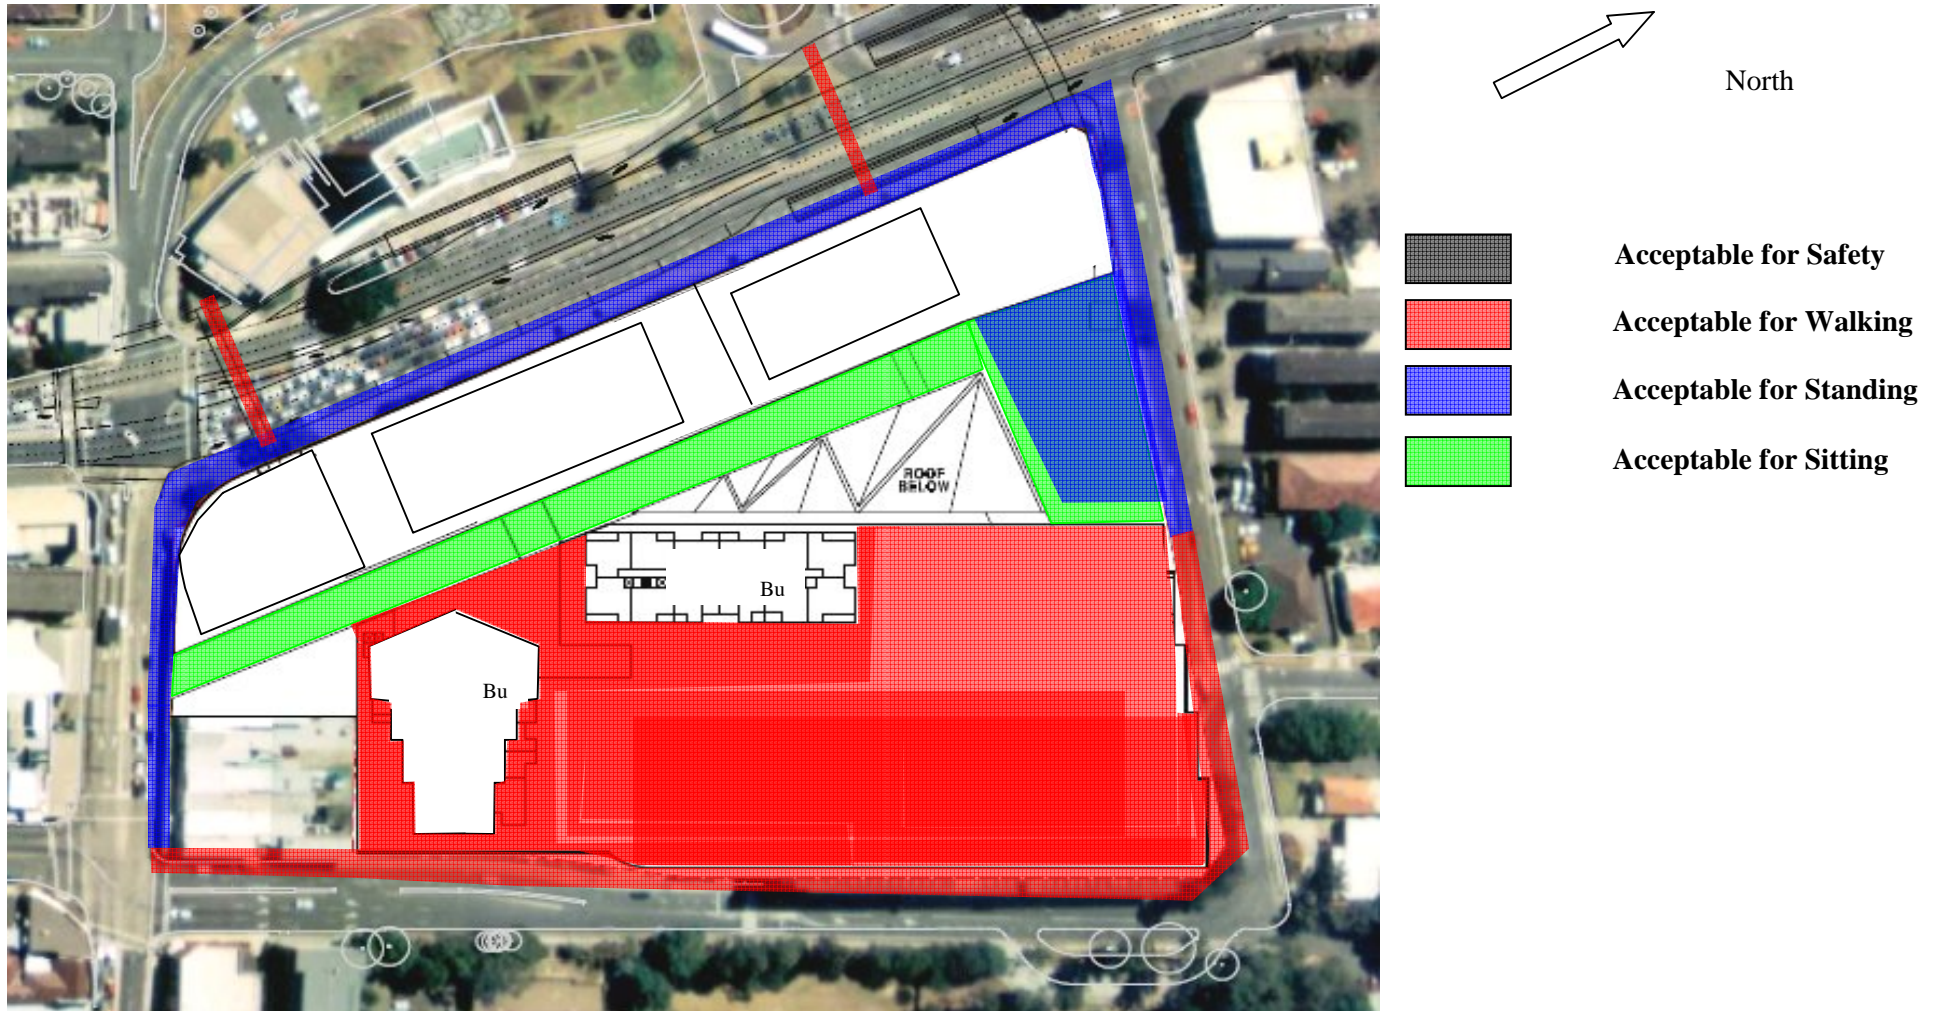 North
Acceptable for Safety
Acceptable for Walking
Acceptable for Standing
Acceptable for Sitting
ROOF
BELOW
Bu
Bu